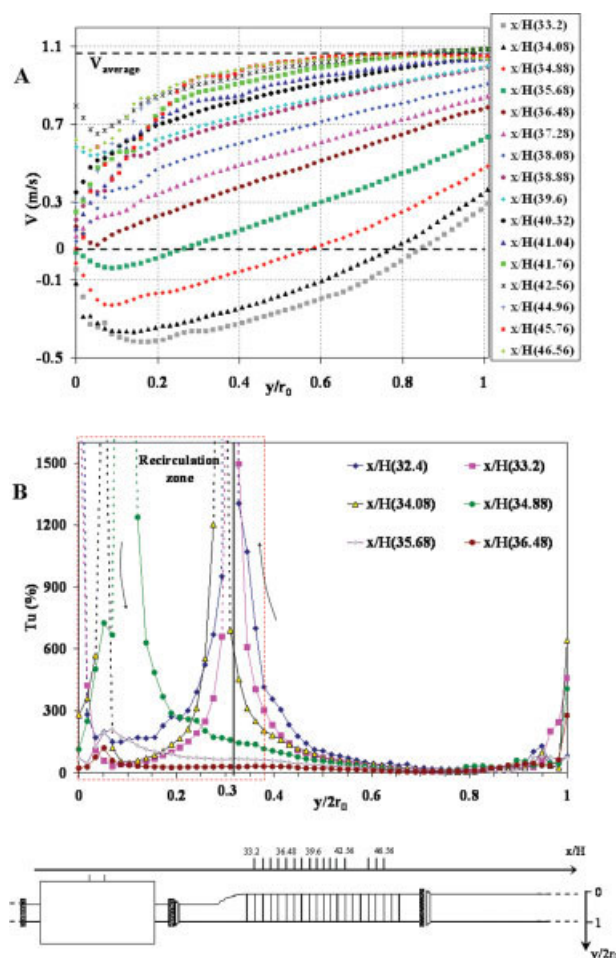 A
V (m/s)
1.1
0.7
0.3
0
-0.1
-0.5
V average
0 0.2 0.4 0.6 0.8 1
y/r0
x/H(33.2)
x/H(34.08)
x/H(34.88)
x/H(35.68)
x/H(36.48)
x/H(37.28)
x/H(38.08)
x/H(38.88)
x/H(39.6)
x/H(40.32)
x/H(41.04)
x/H(41.76)
x/H(42.56)
x/H(44.96)
x/H(45.76)
x/H(46.56)
B
Tu (%)
1500
1200
900
600
300
0
Recirculation
zone
x/H(32.4) x/H(33.2)
x/H(34.08) x/H(34.88)
x/H(35.68) x/H(36.48)
0 0.2 0.3 0.4 0.6 0.8 1
y/2r0
33.2 36.48 39.6 42.56 46.56
x/H
0
1
y/2r0